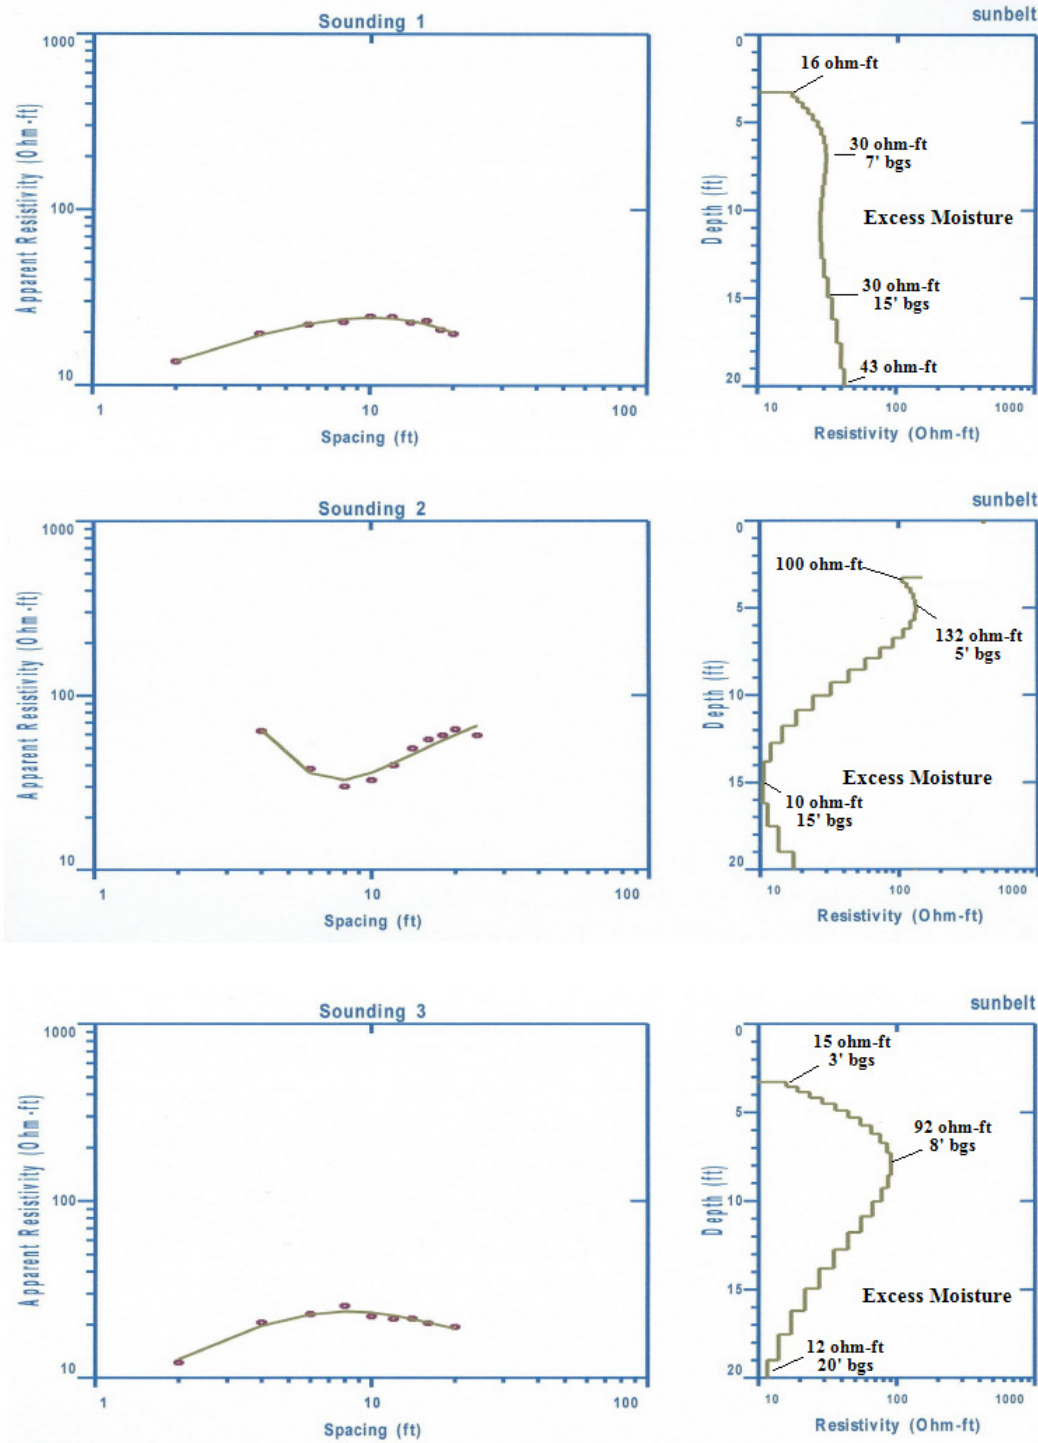 Sounding 1
sunbelt
Apparent Resistivity (Ohm-ft)
1000
100
10
1
10
100
Spacing (ft)
Depth (ft)
0
5
10
15
20
16 ohm-ft
30 ohm-ft
7' bgs
Excess Moisture
30 ohm-ft
15' bgs
43 ohm-ft
10
100
1000
Resistivity (Ohm-ft)
Sounding 2
sunbelt
Apparent Resistivity (Ohm-ft)
1000
100
10
1
10
100
Spacing (ft)
Depth (ft)
0
5
10
15
20
100 ohm-ft
132 ohm-ft
5' bgs
Excess Moisture
10 ohm-ft
15' bgs
10
100
1000
Resistivity (Ohm-ft)
Sounding 3
sunbelt
Apparent Resistivity (Ohm-ft)
1000
100
10
1
10
100
Spacing (ft)
Depth (ft)
0
5
10
15
20
15 ohm-ft
3' bgs
92 ohm-ft
8' bgs
Excess Moisture
12 ohm-ft
20' bgs
10
100
1000
Resistivity (Ohm-ft)